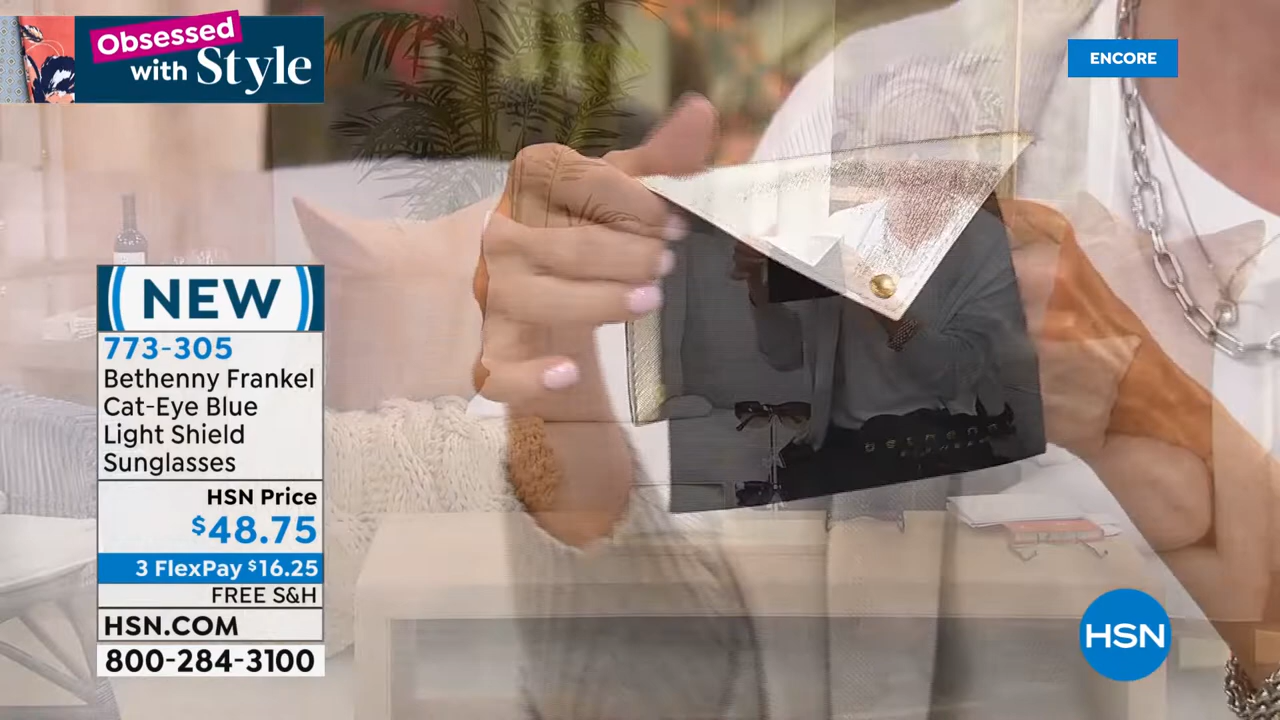 Obsessed
with Style
ENCORE
NEW
773-305
Bethenny Frankel
Cat-Eye Blue
Light Shield
Sunglasses
HSN Price
$48.75
3 FlexPay $16.25
FREE S&H
HSN.COM
800-284-3100
HSN